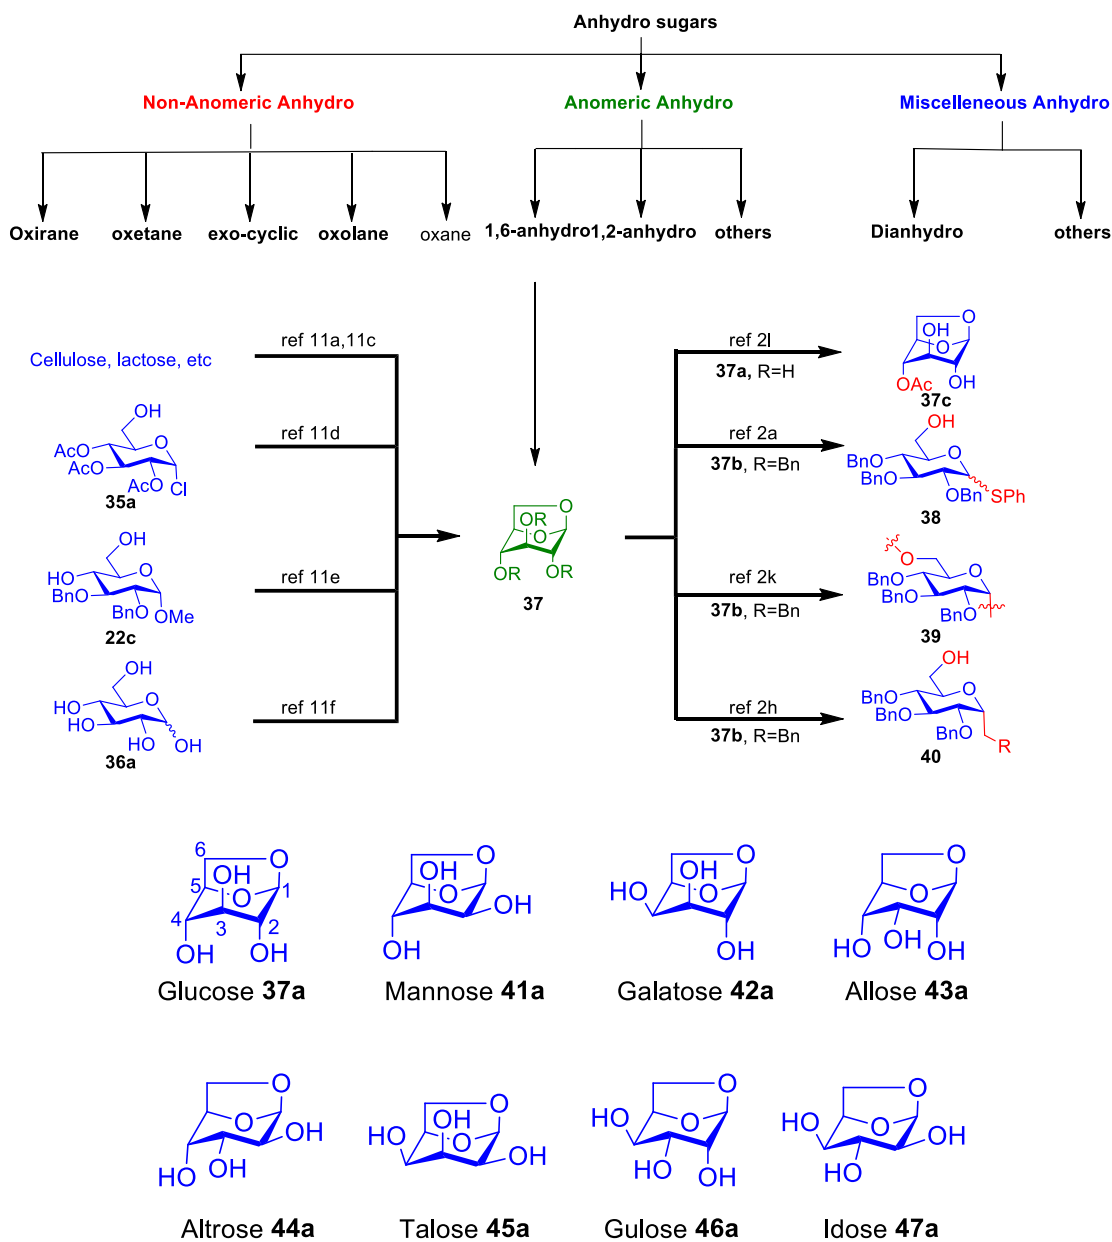 Anhydro sugars
Non-Anomeric Anhydro
Anomeric Anhydro
Miscelleneous Anhydro
Oxirane
oxetane
exo-cyclic
oxolane
oxane
1,6-anhydro
1,2-anhydro
others
Dianhydro
others
Cellulose, lactose, etc
ref 11a,11c
OH
AcO
AcO
AcO
O
Cl
35a
ref 11d
OH
HO
BnO
BnO
O
OMe
22c
ref 11e
OH
HO
HO
HO
O
OH
36a
ref 11f
O
OR
O
OR
OR
37
ref 2l
37a, R=H
O
OH
O
OAc
OH
37c
ref 2a
37b, R=Bn
OH
BnO
BnO
O
OBn
SPh
38
ref 2k
37b, R=Bn
O
BnO
BnO
O
BnO
39
ref 2h
37b, R=Bn
OH
BnO
BnO
O
BnO
R
40
6
O
OH
5
O
1
4
3
2
OH
OH
Glucose 37a
O
OH
O
OH
OH
Mannose 41a
O
OH
HO
O
OH
Galatose 42a
O
O
HO
OH
OH
Allose 43a
O
O
OH
OH
OH
Altrose 44a
O
OH
HO
O
OH
Talose 45a
O
HO
O
HO
OH
Gulose 46a
O
HO
O
OH
HO
Idose 47a